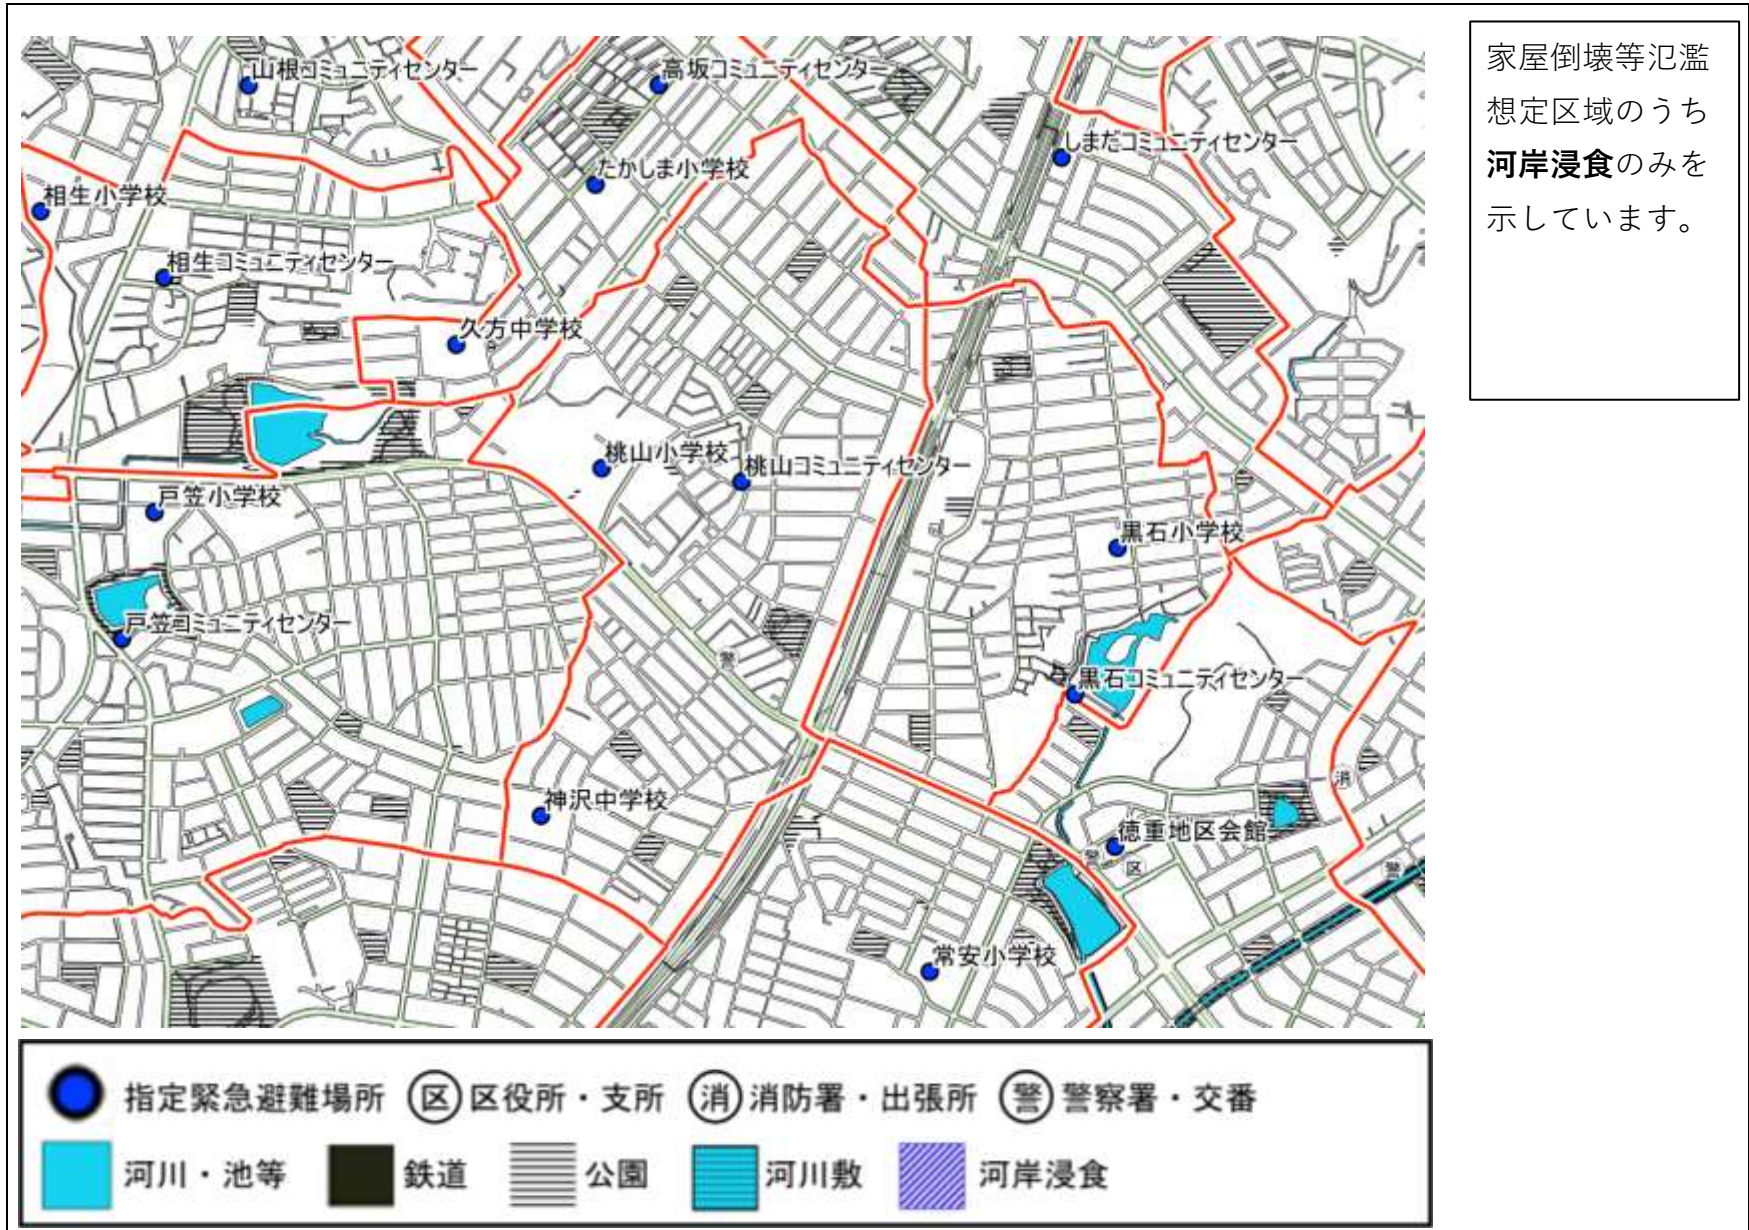 家屋倒壊等氾濫
想定区域のうち
河岸浸食のみを
示しています。
山根コミュニティセンター
高坂コミュニティセンター
しまだコミュニティセンター
たかしま小学校
相生小学校
相生コミュニティセンター
久方中学校
桃山小学校
桃山コミュニティセンター
戸笠小学校
黒石小学校
戸笠コミュニティセンター
警
黒石コミュニティセンター
消
神沢中学校
徳重地区会館
警
区
警
常安小学校
指定緊急避難場所 区 区役所・支所 消 消防署・出張所 警 警察署・交番
河川・池等 鉄道 公園 河川敷 河岸浸食